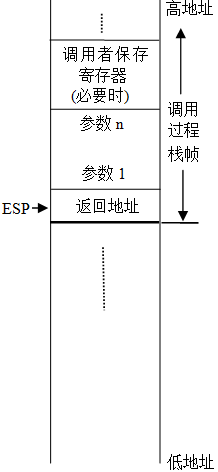 高地址
调用者保存
寄存器
(必要时)
参数 n
调用
过程
栈帧
参数 1
ESP
返回地址
低地址